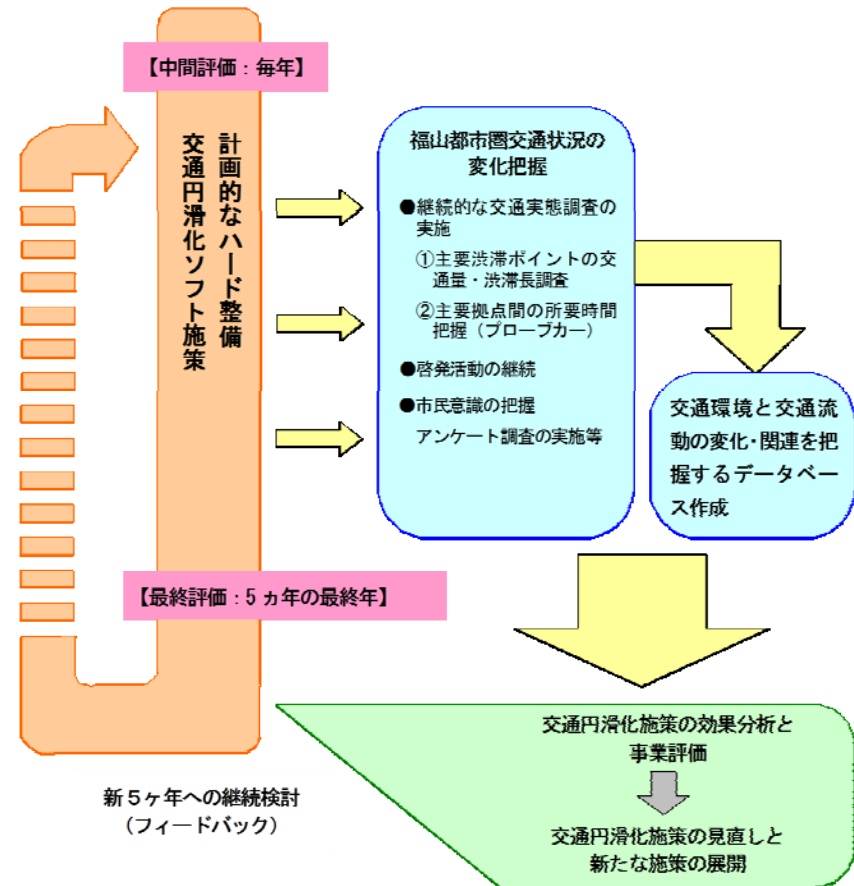 【中間評価：毎年】
計画的なハード整備
交通円滑化ソフト施策
福山都市圏交通状況の
変化把握
●継続的な交通実態調査の
実施
①主要渋滞ポイントの交
通量・渋滞長調査
②主要拠点間の所要時間
把握（プローブカー）
●啓発活動の継続
●市民意識の把握
アンケート調査の実施等
交通環境と交通流
動の変化・関連を把
握するデータベー
ス作成
【最終評価：5 ヵ年の最終年】
新５ヶ年への継続検討
（フィードバック）
交通円滑化施策の効果分析と
事業評価
交通円滑化施策の見直しと
新たな施策の展開